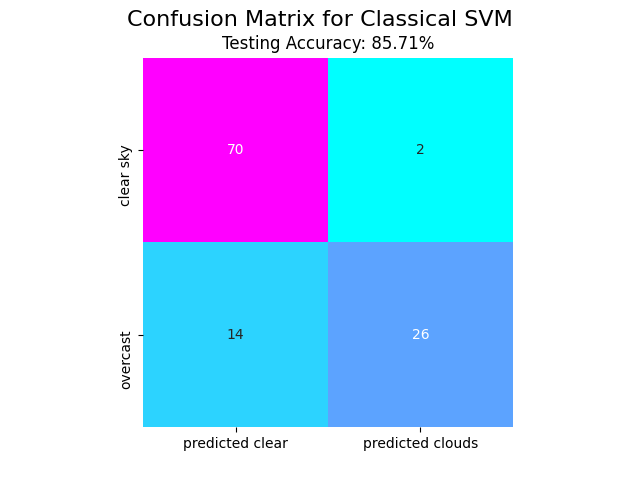 Confusion Matrix for Classical SVM
Testing Accuracy: 85.71%
clear sky
70
2
overcast
14
26
predicted clear
predicted clouds